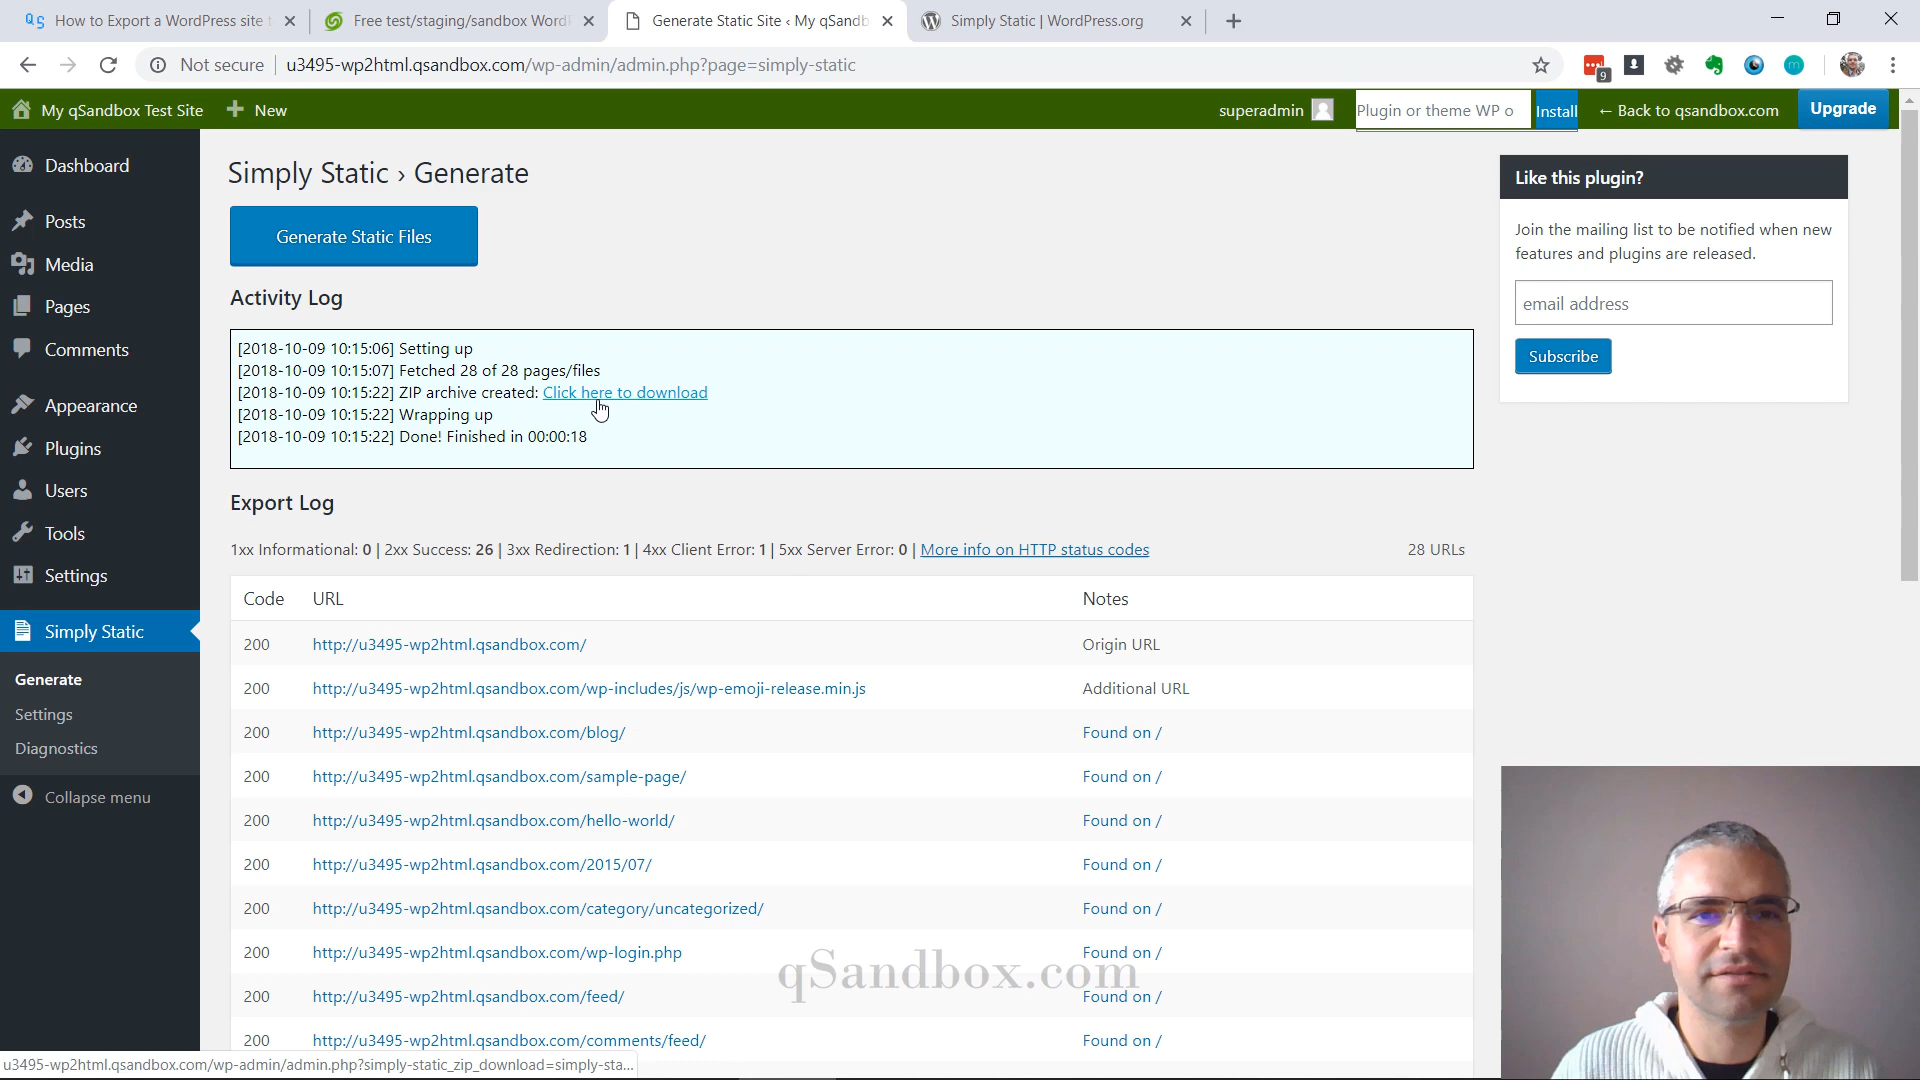 How to Export a WordPress site t
Free test/staging/sandbox WordP
Generate Static Site ‹ My qSandb
Simply Static | WordPress.org
Not secure
u3495-wp2html.qsandbox.com/wp-admin/admin.php?page=simply-static
9
My qSandbox Test Site
New
superadmin
Plugin or theme WP o
Install
← Back to qsandbox.com
Upgrade
Dashboard
Posts
Media
Pages
Comments
Appearance
Plugins
Users
Tools
Settings
Simply Static
Generate
Settings
Diagnostics
Collapse menu
Simply Static › Generate
Generate Static Files
Activity Log
[2018-10-09 10:15:06] Setting up
[2018-10-09 10:15:07] Fetched 28 of 28 pages/files
[2018-10-09 10:15:22] ZIP archive created: Click here to download
[2018-10-09 10:15:22] Wrapping up
[2018-10-09 10:15:22] Done! Finished in 00:00:18
Export Log
1xx Informational: 0 | 2xx Success: 26 | 3xx Redirection: 1 | 4xx Client Error: 1 | 5xx Server Error: 0 | More info on HTTP status codes
28 URLs
Code URL Notes
200 http://u3495-wp2html.qsandbox.com/ Origin URL
200 http://u3495-wp2html.qsandbox.com/wp-includes/js/wp-emoji-release.min.js Additional URL
200 http://u3495-wp2html.qsandbox.com/blog/ Found on /
200 http://u3495-wp2html.qsandbox.com/sample-page/ Found on /
200 http://u3495-wp2html.qsandbox.com/hello-world/ Found on /
200 http://u3495-wp2html.qsandbox.com/2015/07/ Found on /
200 http://u3495-wp2html.qsandbox.com/category/uncategorized/ Found on /
200 http://u3495-wp2html.qsandbox.com/wp-login.php Found on /
200 http://u3495-wp2html.qsandbox.com/feed/ Found on /
200 http://u3495-wp2html.qsandbox.com/comments/feed/ Found on /
Like this plugin?
Join the mailing list to be notified when new
features and plugins are released.
email address
Subscribe
qSandbox.com
u3495-wp2html.qsandbox.com/wp-admin/admin.php?simply-static_zip_download=simply-sta...